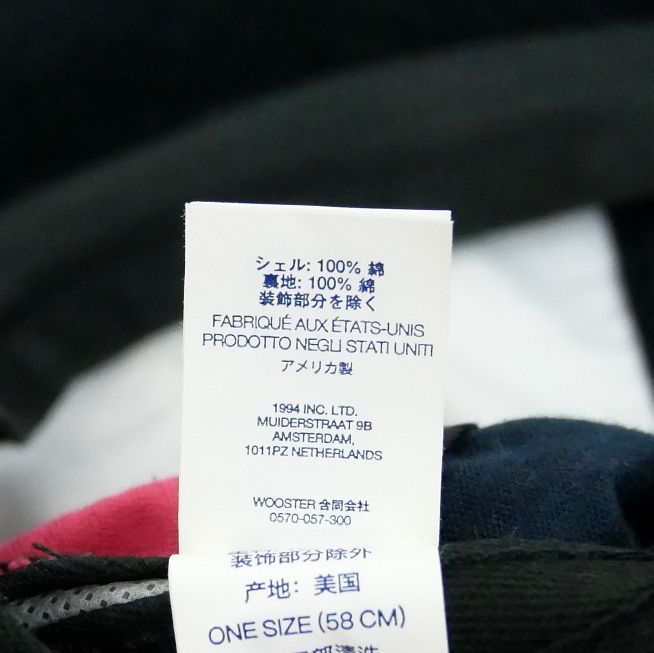 シェル: 100% 綿
裏地: 100% 綿
装飾部分を除く
FABRIQUÉ AUX ÉTATS-UNIS
PRODOTTO NEGLI STATI UNITI
アメリカ製
1994 INC. LTD.
MUIDERSTRAAT 9B
AMSTERDAM,
1011PZ NETHERLANDS
WOOSTER 合同会社
0570-057-300
装饰部分除外
产地: 美国
ONE SIZE (58 CM)